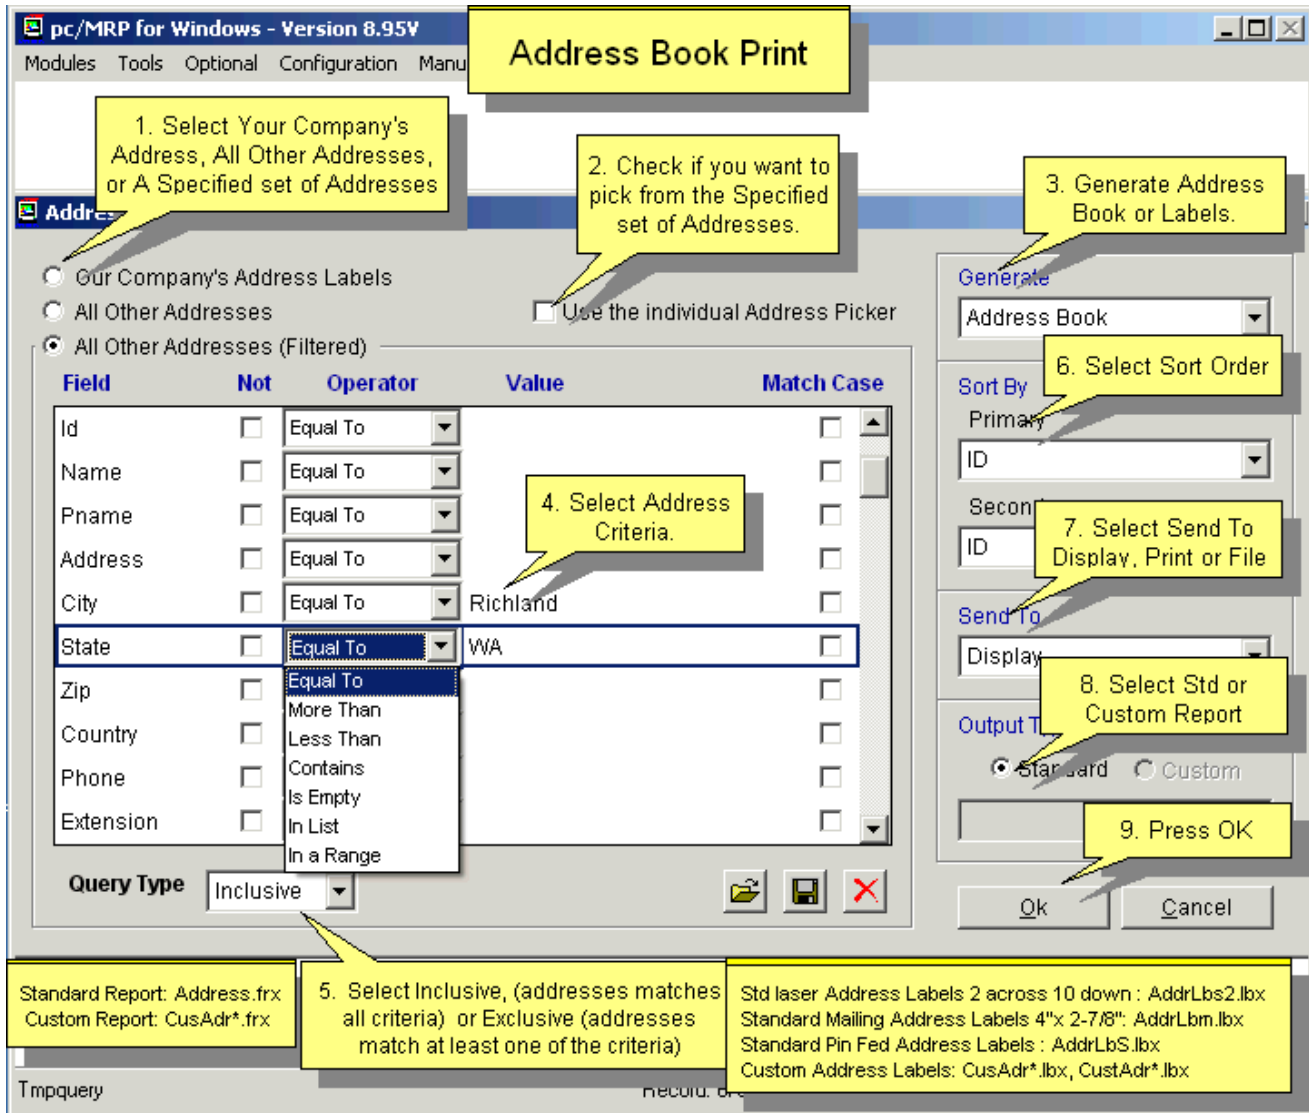 pc/MRP for Windows - Version 8.95V
Address Book Print
Modules Tools Optional Configuration Manu
1. Select Your Company's
Address, All Other Addresses,
or A Specified set of Addresses
2. Check if you want to
pick from the Specified
set of Addresses.
3. Generate Address
Book or Labels.
Addre
Our Company's Address Labels
All Other Addresses
Use the individual Address Picker
All Other Addresses (Filtered)
Generate
Address Book
Field Not Operator Value Match Case
6. Select Sort Order
Sort By
Primary
ID
Second
ID
Id Equal To
Name Equal To
Pname Equal To
Address Equal To
4. Select Address
Criteria.
City Equal To Richland
State Equal To WA
Zip
Country
Phone
Extension
Equal To
More Than
Less Than
Contains
Is Empty
In List
In a Range
7. Select Send To
Display, Print or File
Send To
Display
8. Select Std or
Custom Report
Output T
Standard Custom
9. Press OK
Query Type Inclusive
Ok Cancel
Standard Report: Address.frx
Custom Report: CusAdr*.frx
5. Select Inclusive, (addresses matches
all criteria) or Exclusive (addresses
match at least one of the criteria)
Std laser Address Labels 2 across 10 down : AddrLbs2.lbx
Standard Mailing Address Labels 4"x 2-7/8": AddrLbm.lbx
Standard Pin Fed Address Labels : AddrLbS.lbx
Custom Address Labels: CusAdr*.lbx, CustAdr*.lbx
Tmpquery